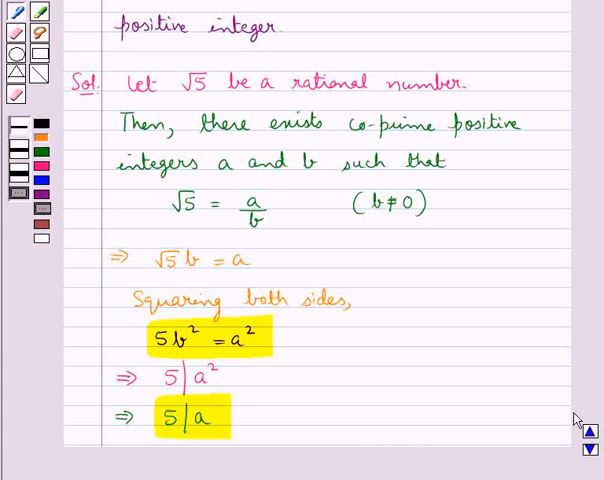 positive integer.
Sol: Let √5 be a rational number.
Then, there exists co-prime positive
integers a and b such that
√5 = a/b (b≠0)
⇒ √5 b = a
Squaring both sides,
5b² = a²
⇒ 5|a²
⇒ 5|a